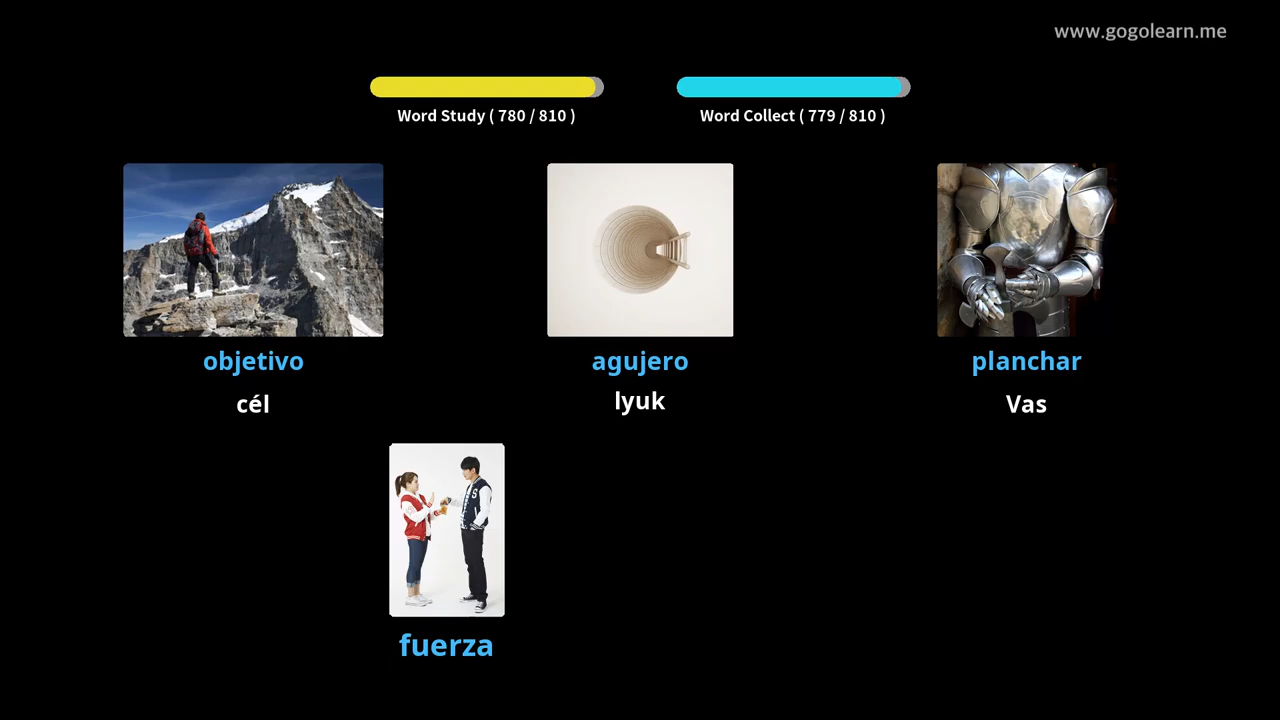 www.gogolearn.me
Word Study ( 780 / 810 )
Word Collect ( 779 / 810 )
objetivo
cél
agujero
lyuk
planchar
Vas
fuerza